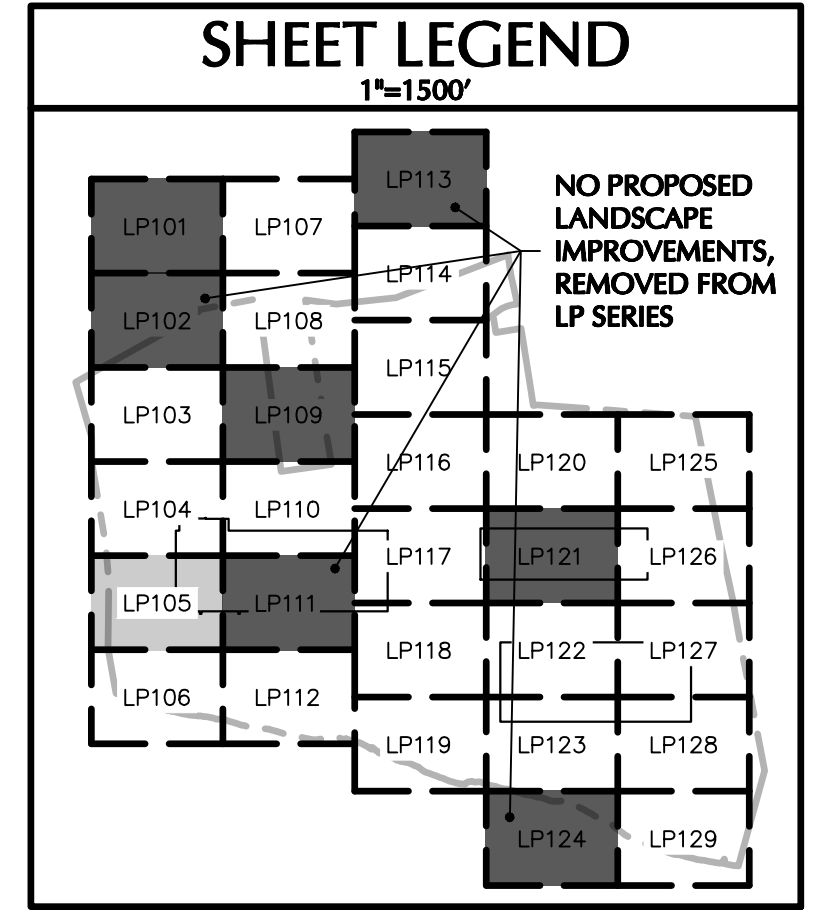 SHEET LEGEND
1"=1500'
LP113
NO PROPOSED
LANDSCAPE
IMPROVEMENTS,
REMOVED FROM
LP SERIES
LP101
LP107
LP114
LP102
LP108
LP115
LP103
LP109
LP116
LP120
LP125
LP104
LP110
LP117
LP121
LP126
LP105
LP111
LP118
LP122
LP127
LP106
LP112
LP119
LP123
LP128
LP124
LP129